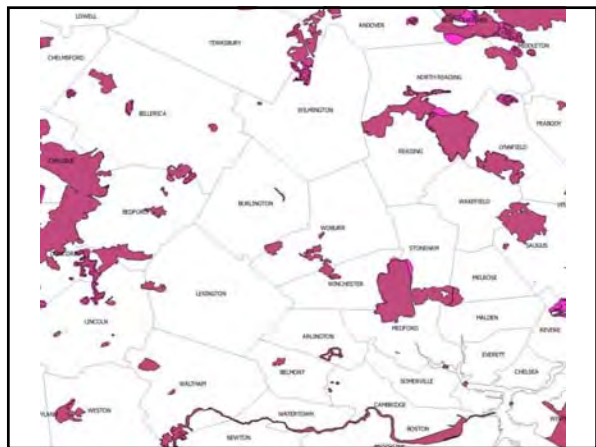 LOWELL
ANDOVER
TEWKSBURY
MIDDLETON
CHELMSFORD
NORTH READING
WILMINGTON
BILLERICA
PEABODY
LYNNFIELD
READING
CARLISLE
BURLINGTON
WAKEFIELD
BEDFORD
WOBURN
STONEHAM
SAUGUS
MELROSE
WINCHESTER
LEXINGTON
LINCOLN
MALDEN
MEDFORD
REVERE
ARLINGTON
EVERETT
BELMONT
CHELSEA
WALTHAM
SOMERVILLE
CAMBRIDGE
WESTON
WATERTOWN
BOSTON
NEWTON